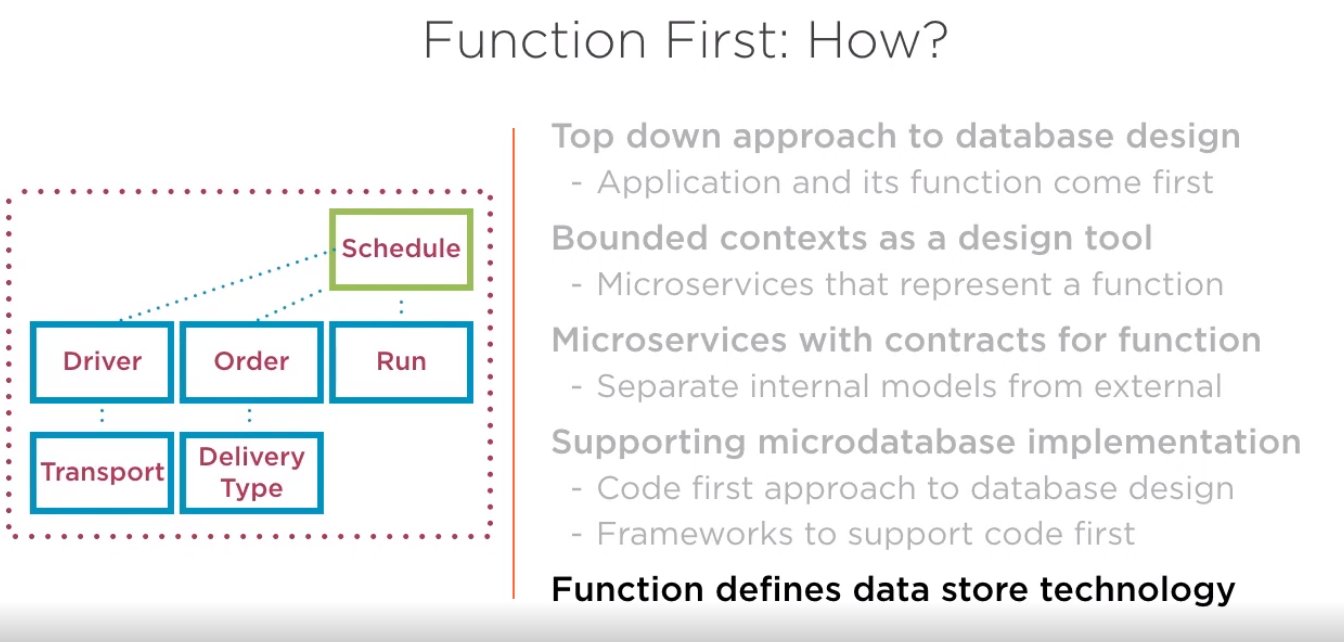 Function First: How?
Schedule
Driver
Order
Run
Transport
Delivery
Type
Top down approach to database design
- Application and its function come first
Bounded contexts as a design tool
- Microservices that represent a function
Microservices with contracts for function
- Separate internal models from external
Supporting microdatabase implementation
- Code first approach to database design
- Frameworks to support code first
Function defines data store technology